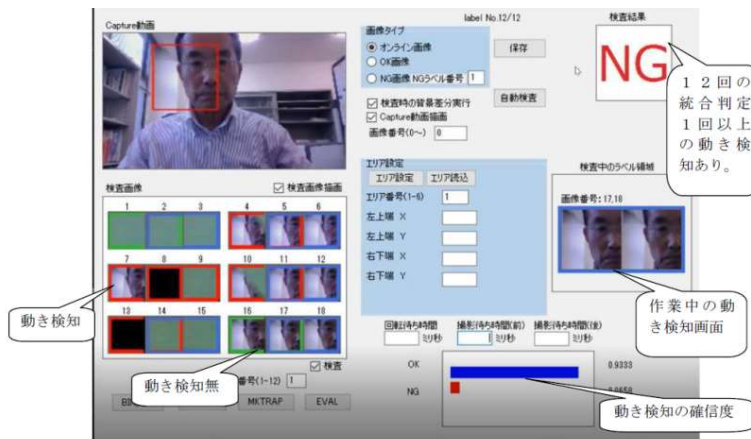 Capture動画
label No.12/12
検査結果
画像タイプ
オンライン画像
保存
OK画像
NG画像 NGラベル番号 1
検査時の背景差分実行
自動検査
Capture動画描画
画像番号(0~) 0
NG
12回の
統合判定
1回以上
の動き検
知あり。
エリア設定
エリア設定 エリア読込
エリア番号(1-6) 1
左上端 X
左上端 Y
右下端 X
右下端 Y
検査中のラベル領域
画像番号:17,18
検査画像
検査画像描画
1 2 3 4 5 6
7 8 9 10 11 12
13 14 15 16 17 18
動き検知
動き検知無
作業中の動
き検知画面
回転待ち時間 撮影待ち時間(前) 撮影待ち時間(後)
ミリ秒 ミリ秒 ミリ秒
検査
番号(1-12) 1
MKTRAP EVAL
OK 0.9333
NG
動き検知の確信度